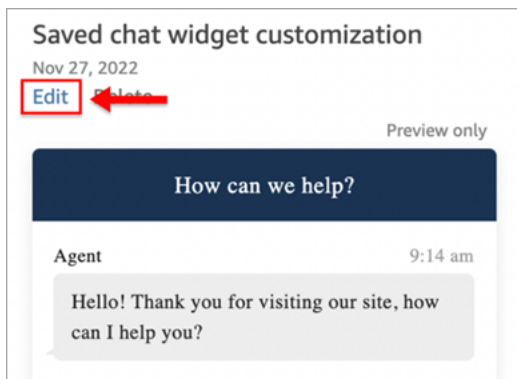 Saved chat widget customization
Nov 27, 2022
Edit Delete
Preview only
How can we help?
Agent 9:14 am
Hello! Thank you for visiting our site, how
can I help you?